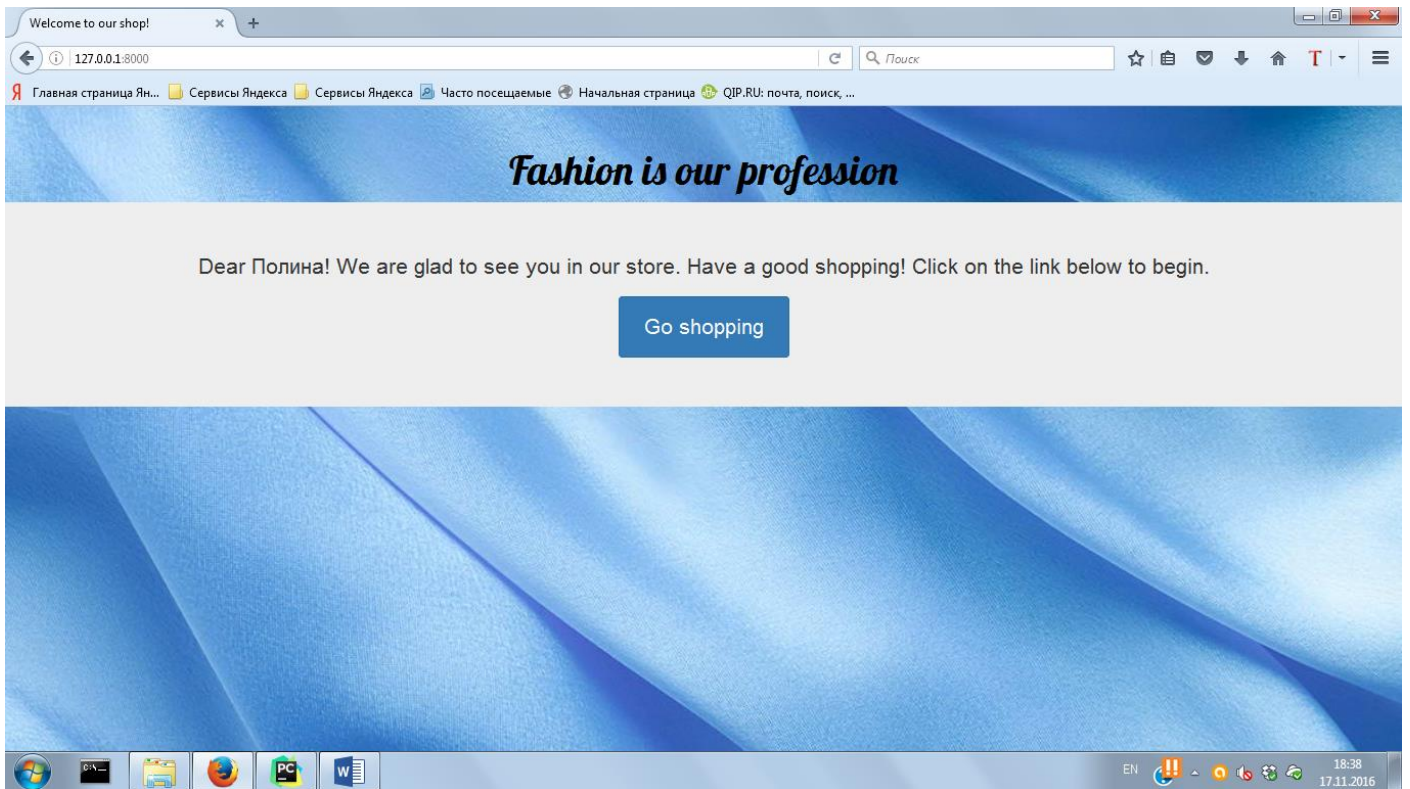 Welcome to our shop!
127.0.0.1:8000
Поиск
Главная страница Ян... Сервисы Яндекса Сервисы Яндекса Часто посещаемые Начальная страница QIP.RU: почта, поиск, ...
Fashion is our profession
Dear Полина! We are glad to see you in our store. Have a good shopping! Click on the link below to begin.
Go shopping
EN
18:38
17.11.2016